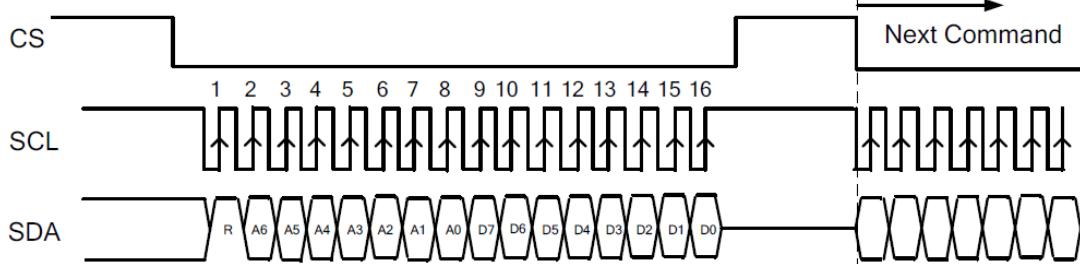 CS
Next Command
1 2 3 4 5 6 7 8 9 10 11 12 13 14 15 16
SCL
SDA
R A6 A5 A4 A3 A2 A1 A0 D7 D6 D5 D4 D3 D2 D1 D0